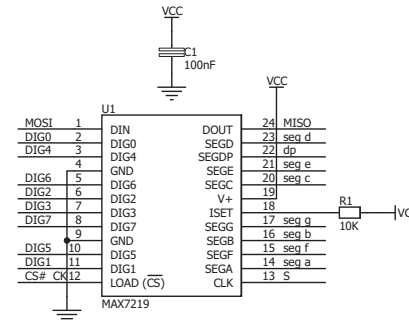 VCC
C1
100nF
VCC
U1
MOSI 1 DIN DOUT 24 MISO
DIG0 2 DIG0 SEGD 23 seg d
DIG4 3 DIG4 SEGDP 22 dp
4 GND SEGE 21 seg e
DIG6 5 DIG6 SEGC 20 seg c
DIG2 6 DIG2 V+ 19
DIG3 7 DIG3 ISET 18 R1
DIG7 8 DIG7 SEGG 17 seg g 10K VC
9 GND SEGB 16 seg b
DIG5 10 DIG5 SEGF 15 seg f
DIG1 11 DIG1 SEGA 14 seg a
CS# CK 12 LOAD (CS) CLK 13 S
MAX7219